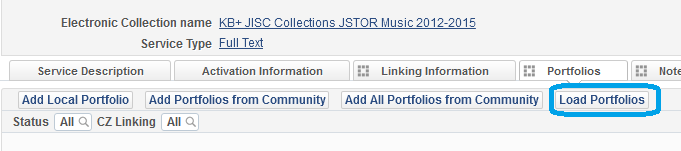 Electronic Collection name KB+ JISC Collections JSTOR Music 2012-2015
Service Type Full Text
Service Description Activation Information Linking Information Portfolios Note
Add Local Portfolio Add Portfolios from Community Add All Portfolios from Community Load Portfolios
Status All CZ Linking All